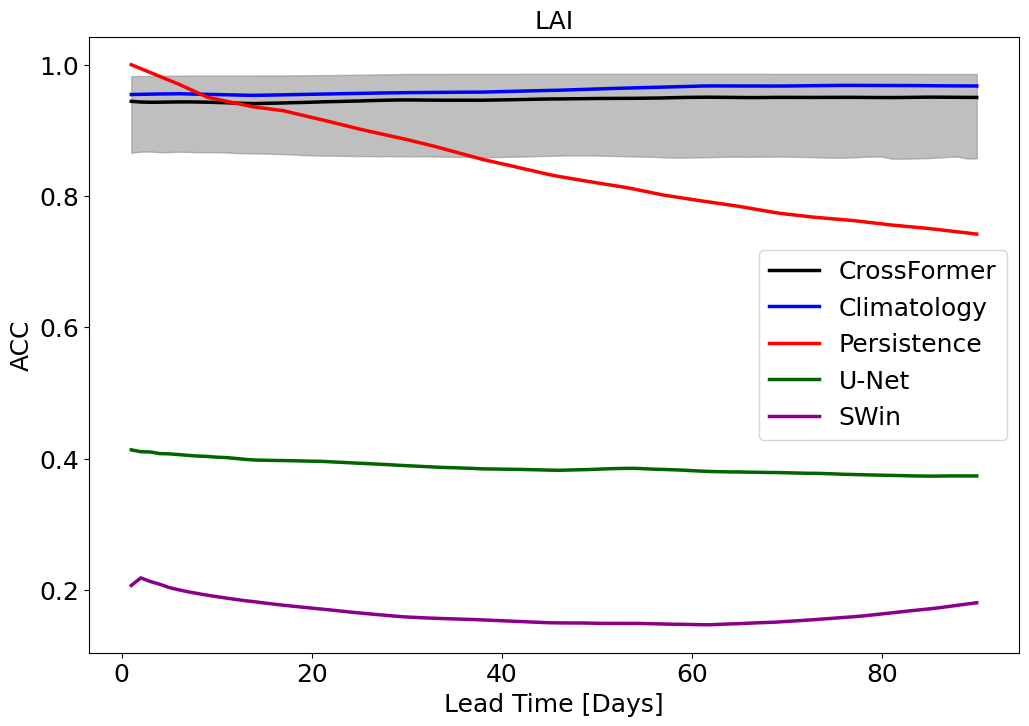 LAI
1.0
0.8
0.6
0.4
0.2
ACC
CrossFormer
Climatology
Persistence
U-Net
SWin
0 20 40 60 80
Lead Time [Days]